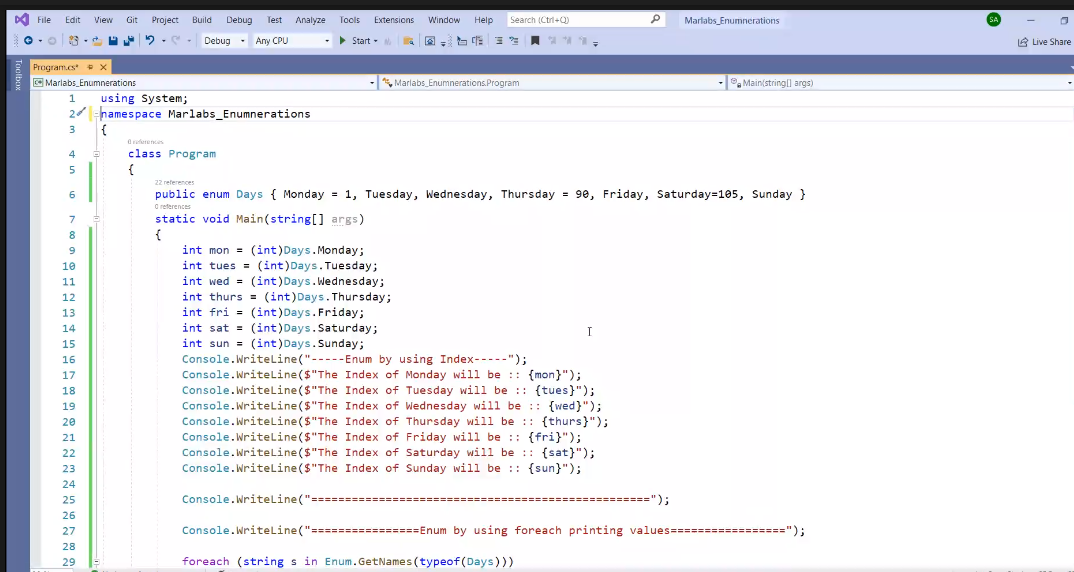 File Edit View Git Project Build Debug Test Analyze Tools Extensions Window Help Search (Ctrl+Q) Marlabs_Enumnerations SA
Debug Any CPU Start Live Share
Toolbox
Program.cs*
Marlabs_Enumnerations Marlabs_Enumnerations.Program Main(string[] args)
1 using System;
2 namespace Marlabs_Enumnerations
3 {
0 references
4 class Program
5 {
22 references
6 public enum Days { Monday = 1, Tuesday, Wednesday, Thursday = 90, Friday, Saturday=105, Sunday }
0 references
7 static void Main(string[] args)
8 {
9 int mon = (int)Days.Monday;
10 int tues = (int)Days.Tuesday;
11 int wed = (int)Days.Wednesday;
12 int thurs = (int)Days.Thursday;
13 int fri = (int)Days.Friday;
14 int sat = (int)Days.Saturday;
15 int sun = (int)Days.Sunday;
16 Console.WriteLine("-----Enum by using Index-----");
17 Console.WriteLine($"The Index of Monday will be :: {mon}");
18 Console.WriteLine($"The Index of Tuesday will be :: {tues}");
19 Console.WriteLine($"The Index of Wednesday will be :: {wed}");
20 Console.WriteLine($"The Index of Thursday will be :: {thurs}");
21 Console.WriteLine($"The Index of Friday will be :: {fri}");
22 Console.WriteLine($"The Index of Saturday will be :: {sat}");
23 Console.WriteLine($"The Index of Sunday will be :: {sun}");
24
25 Console.WriteLine("==================================================");
26
27 Console.WriteLine("================Enum by using foreach printing values=================");
28
29 foreach (string s in Enum.GetNames(typeof(Days)))